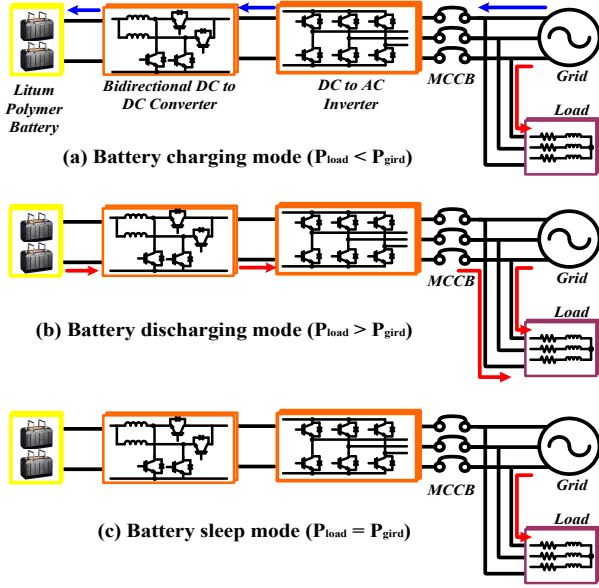 Litum
Polymer
Battery
Bidirectional DC to
DC Converter
DC to AC
Inverter
MCCB
Grid
Load
(a) Battery charging mode (Pload < Pgird)
MCCB
Grid
Load
(b) Battery discharging mode (Pload > Pgird)
MCCB
Grid
Load
(c) Battery sleep mode (Pload = Pgird)